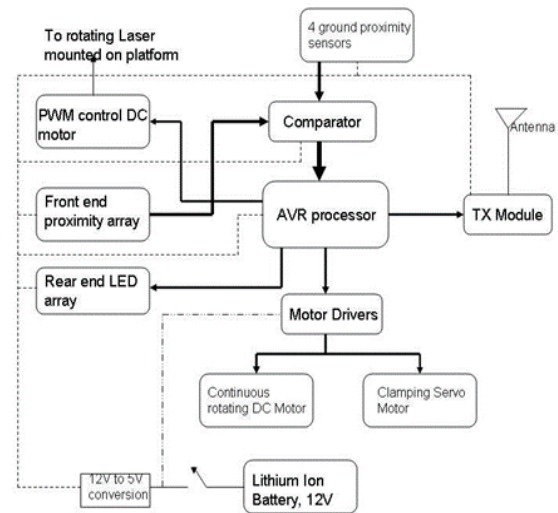 To rotating Laser
mounted on platform
4 ground proximity
sensors
PWM control DC
motor
Comparator
Antenna
Front end
proximity array
AVR processor
TX Module
Rear end LED
array
Motor Drivers
Continuous
rotating DC Motor
Clamping Servo
Motor
12V to 5V
conversion
Lithium Ion
Battery, 12V